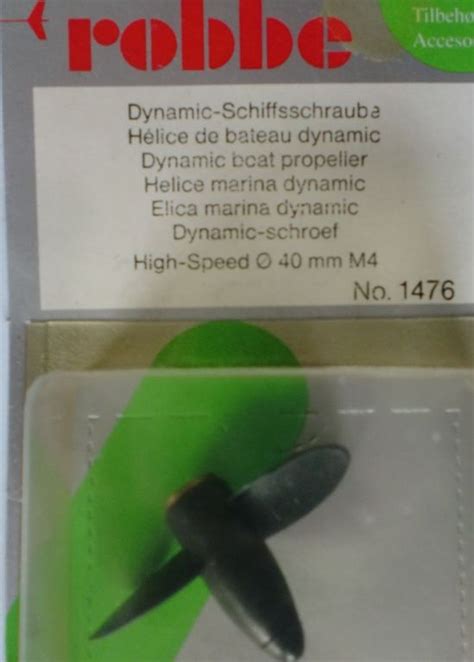 robbe
Tilbeho
Acceso
Dynamic-Schiffsschraube
Hélice de bateau dynamic
Dynamic boat propeller
Helice marina dynamic
Elica marina dynamic
Dynamic-schroef
High-Speed Ø 40 mm M4
No. 1476